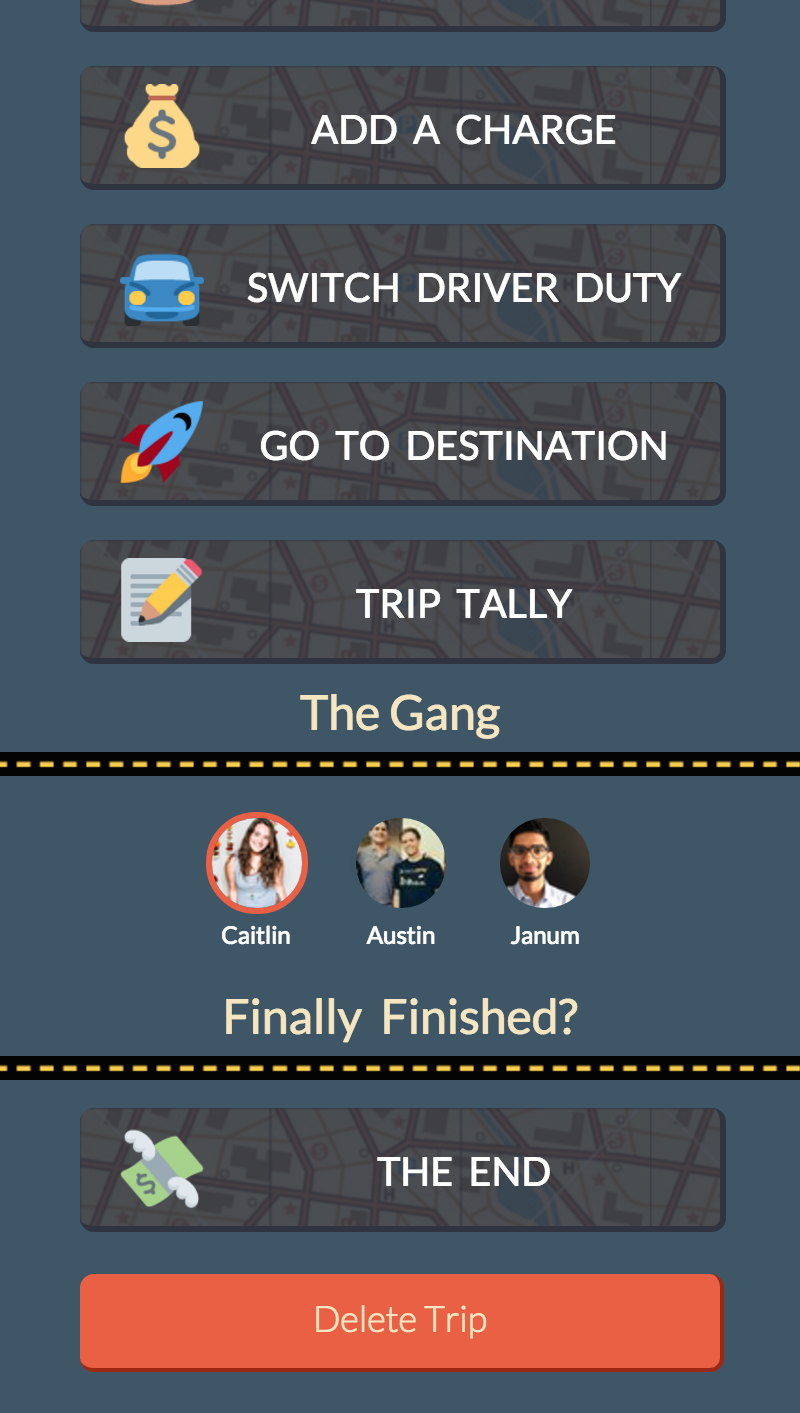 ADD A CHARGE
SWITCH DRIVER DUTY
GO TO DESTINATION
TRIP TALLY
The Gang
Caitlin
Austin
Janum
Finally Finished?
THE END
Delete Trip